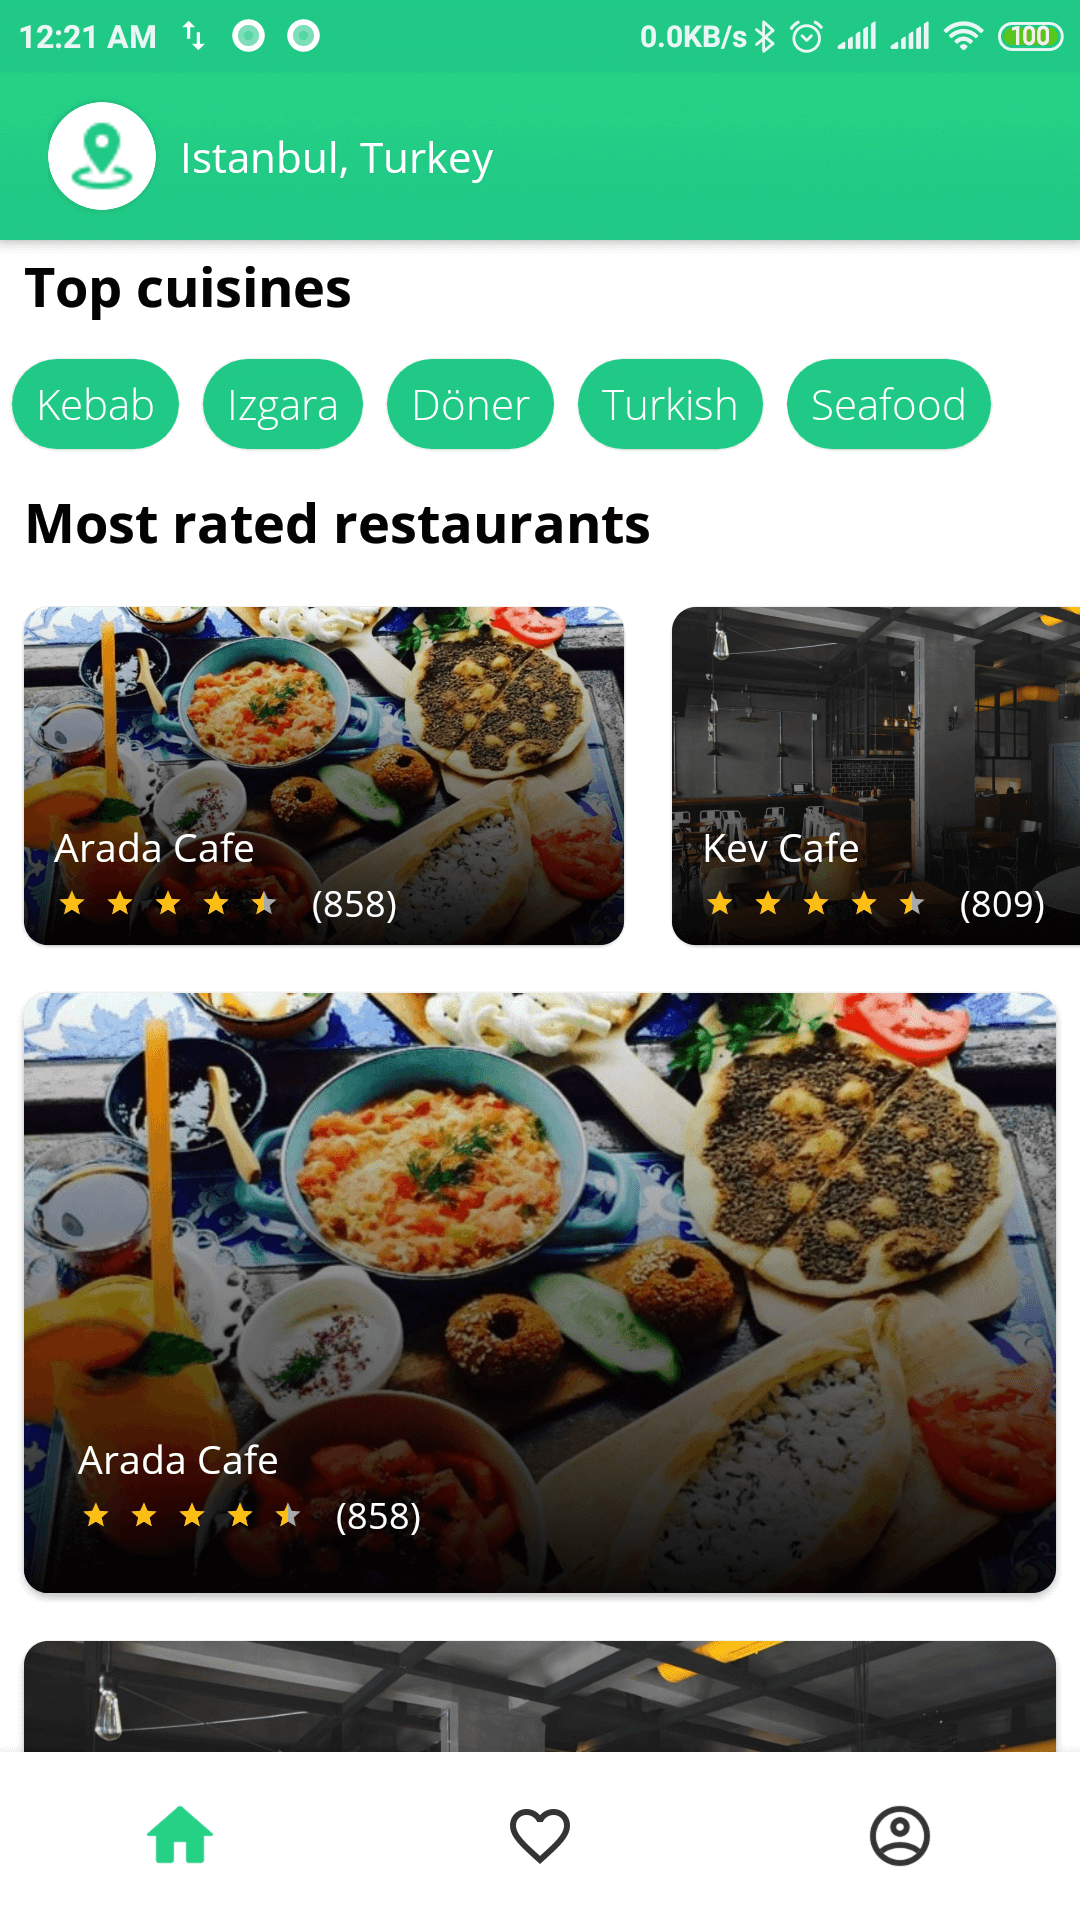 12:21 AM 0.0KB/s 100
Istanbul, Turkey
Top cuisines
Kebab Izgara Döner Turkish Seafood
Most rated restaurants
Arada Cafe Kev Cafe
(858) (809)
Arada Cafe
(858)